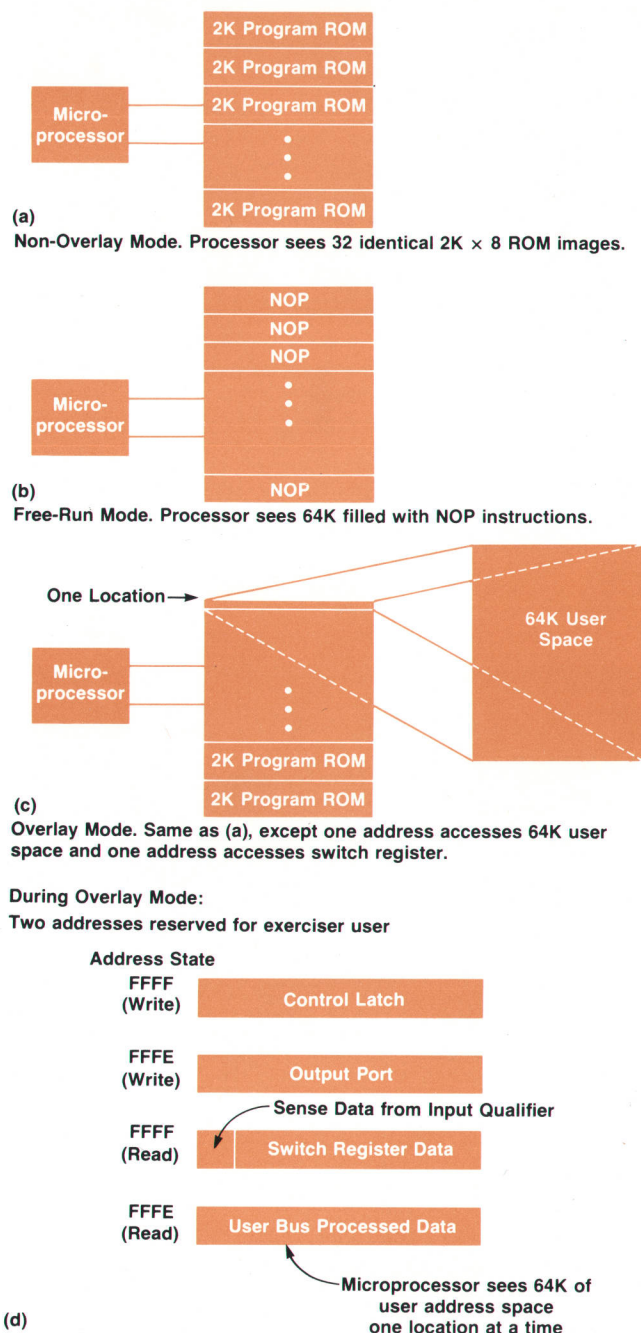 2K Program ROM
2K Program ROM
2K Program ROM
Micro-
processor
2K Program ROM
(a)
Non-Overlay Mode. Processor sees 32 identical 2K × 8 ROM images.
NOP
NOP
NOP
Micro-
processor
NOP
(b)
Free-Run Mode. Processor sees 64K filled with NOP instructions.
One Location
64K User
Space
Micro-
processor
2K Program ROM
2K Program ROM
(c)
Overlay Mode. Same as (a), except one address accesses 64K user
space and one address accesses switch register.
During Overlay Mode:
Two addresses reserved for exerciser user
Address State
FFFF
(Write)
Control Latch
FFFE
(Write)
Output Port
Sense Data from Input Qualifier
FFFF
(Read)
Switch Register Data
FFFE
(Read)
User Bus Processed Data
Microprocessor sees 64K of
user address space
one location at a time
(d)